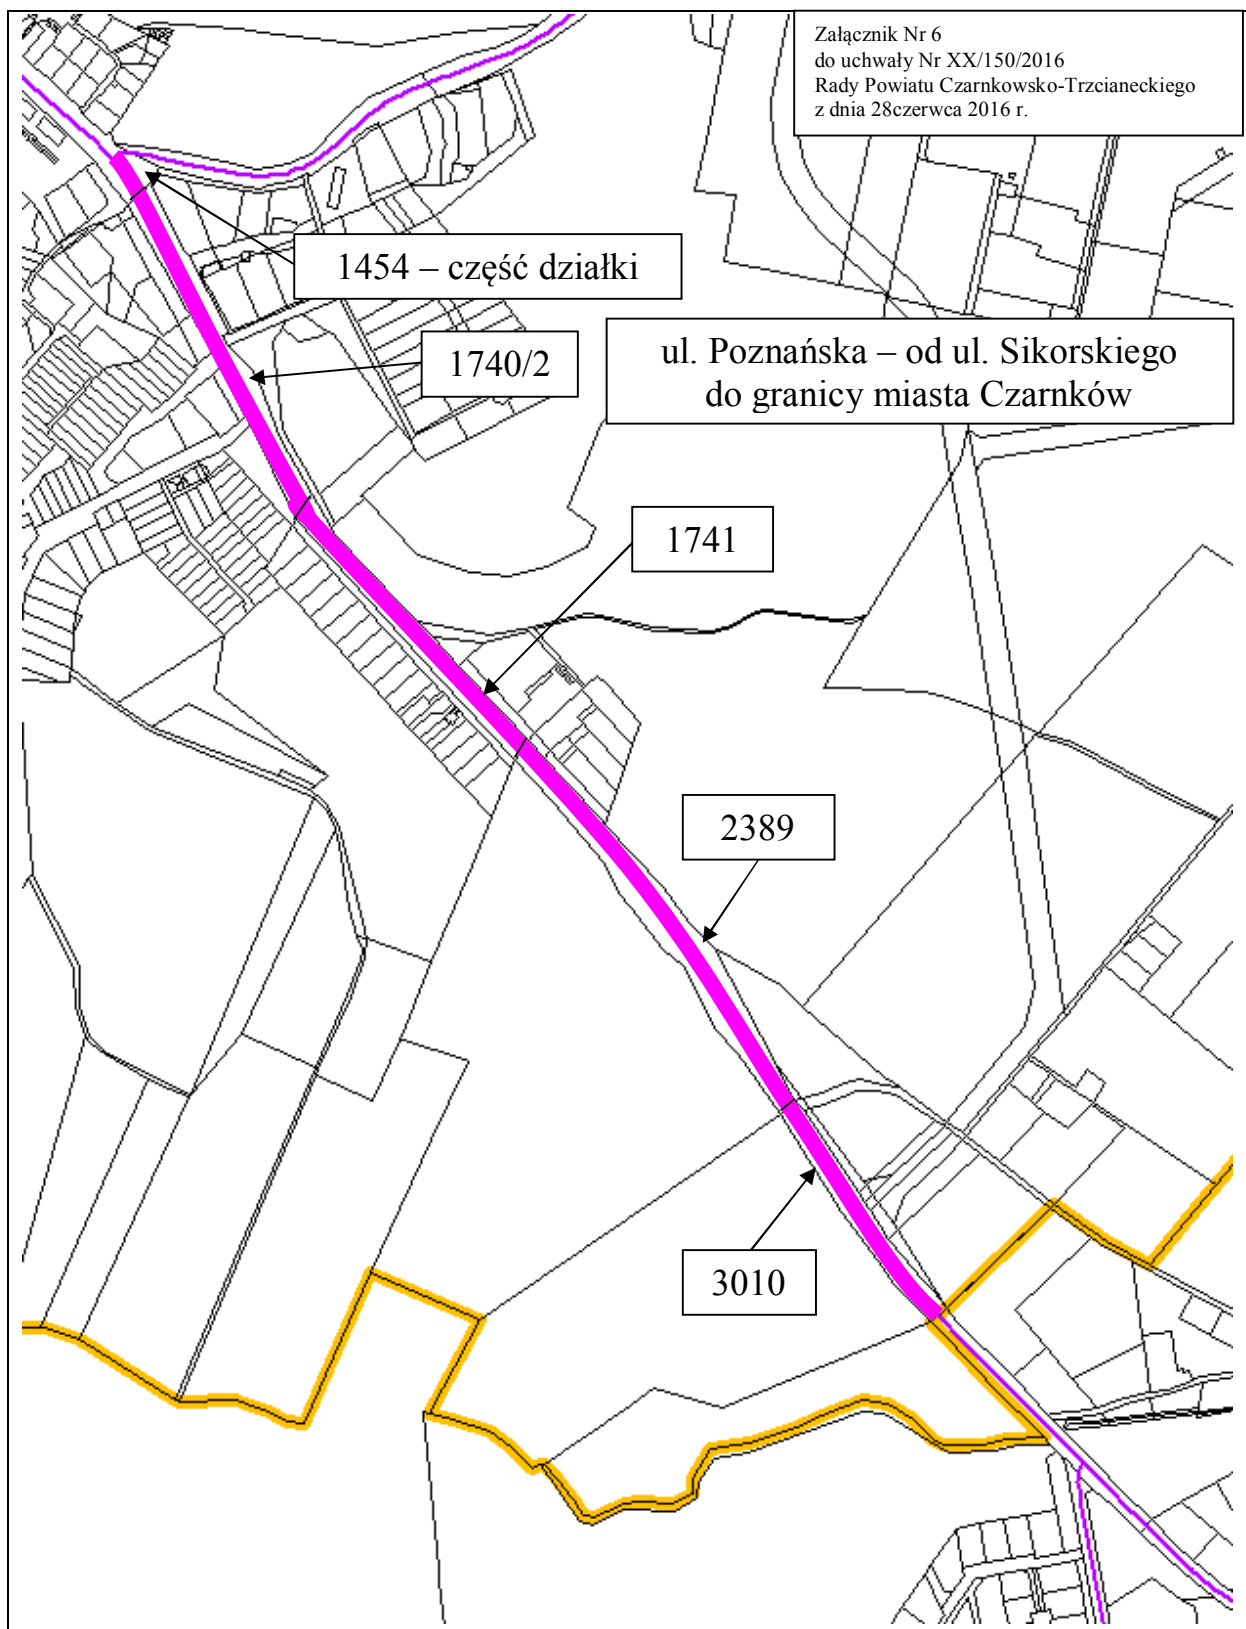 Załącznik Nr 6
do uchwały Nr XX/150/2016
Rady Powiatu Czarnkowsko-Trzcianeckiego
z dnia 28czerwca 2016 r.
1454 – część działki
1740/2
ul. Poznańska – od ul. Sikorskiego
do granicy miasta Czarnków
1741
2389
3010